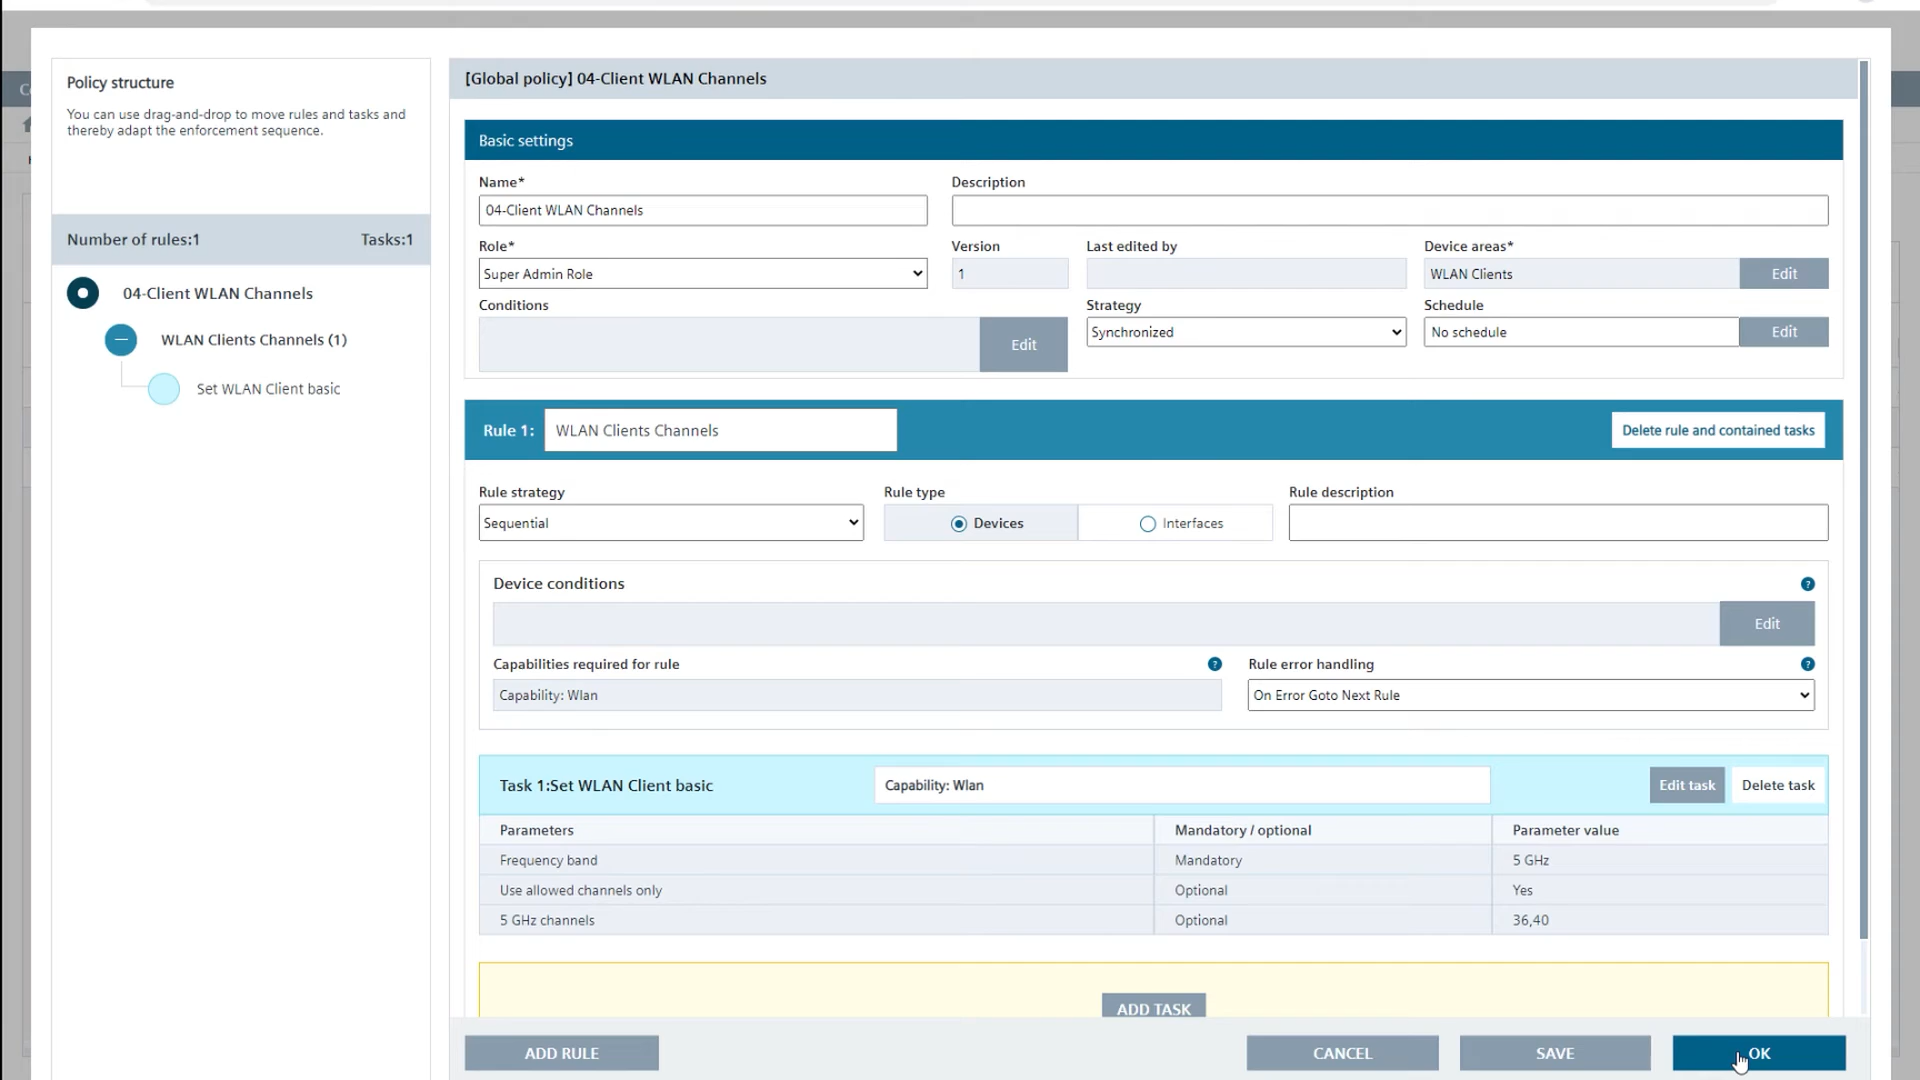 Policy structure
You can use drag-and-drop to move rules and tasks and
thereby adapt the enforcement sequence.
Number of rules:1 Tasks:1
04-Client WLAN Channels
WLAN Clients Channels (1)
Set WLAN Client basic
[Global policy] 04-Client WLAN Channels
Basic settings
Name* Description
04-Client WLAN Channels
Role* Version Last edited by Device areas*
Super Admin Role 1 WLAN Clients Edit
Conditions Strategy Schedule
Edit Synchronized No schedule Edit
Rule 1: WLAN Clients Channels Delete rule and contained tasks
Rule strategy Rule type Rule description
Sequential Devices Interfaces
Device conditions ?
Edit
Capabilities required for rule ? Rule error handling ?
Capability: Wlan On Error Goto Next Rule
Task 1:Set WLAN Client basic Capability: Wlan Edit task Delete task
Parameters Mandatory / optional Parameter value
Frequency band Mandatory 5 GHz
Use allowed channels only Optional Yes
5 GHz channels Optional 36,40
ADD TASK
ADD RULE CANCEL SAVE OK